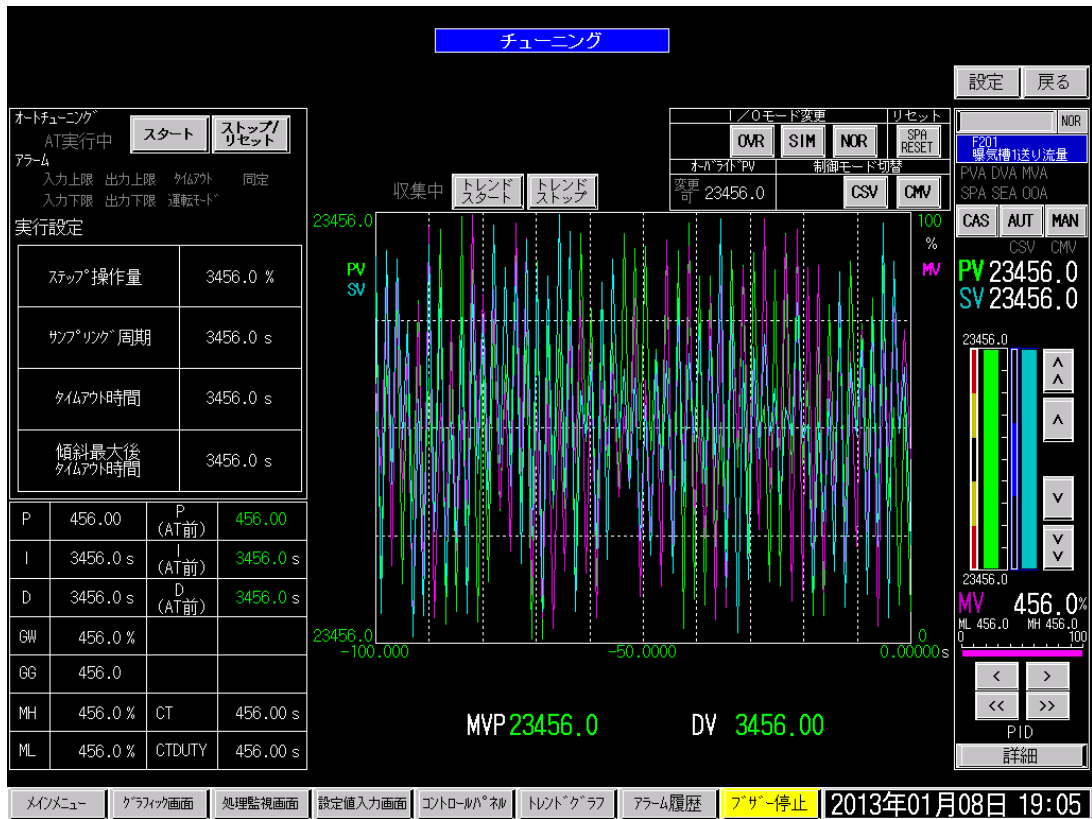 チューニング
設定 戻る
オートチューニング
AT実行中 スタート ストップ/リセット
アラーム
入力上限 出力上限 タイムアウト 同定
入力下限 出力下限 運転モード
実行設定
ステップ操作量 3456.0 %
サンプリング周期 3456.0 s
タイムアウト時間 3456.0 s
傾斜最大後
タイムアウト時間 3456.0 s
P 456.00 P
(AT前) 456.00
I 3456.0 s I
(AT前) 3456.0 s
D 3456.0 s D
(AT前) 3456.0 s
GW 456.0 %
GG 456.0
MH 456.0 % CT 456.00 s
ML 456.0 % CTDUTY 456.00 s
I/Oモード変更 リセット
OVR SIM NOR SPA
RESET
オーバライドPV 制御モード切替
変更可 23456.0 CSV CMV
収集中 トレンド
スタート トレンド
ストップ
23456.0 100
%
PV MV
SV
23456.0 0
-100.000 -50.0000 0.00000 s
MVP 23456.0 DV 3456.00
NOR
F201
曝気槽1送り流量
PVA DVA MVA
SPA SEA OOA
CAS AUT MAN
CSV CMV
PV 23456.0
SV 23456.0
23456.0
∧
∧
∧
∨
∨
∨
23456.0
MV 456.0%
ML 456.0 MH 456.0
0 100
< >
<< >>
PID
詳細
メインメニュー グラフィック画面 処理監視画面 設定値入力画面 コントロールパネル トレンドグラフ アラーム履歴 ブザー停止 2013年01月08日 19:05